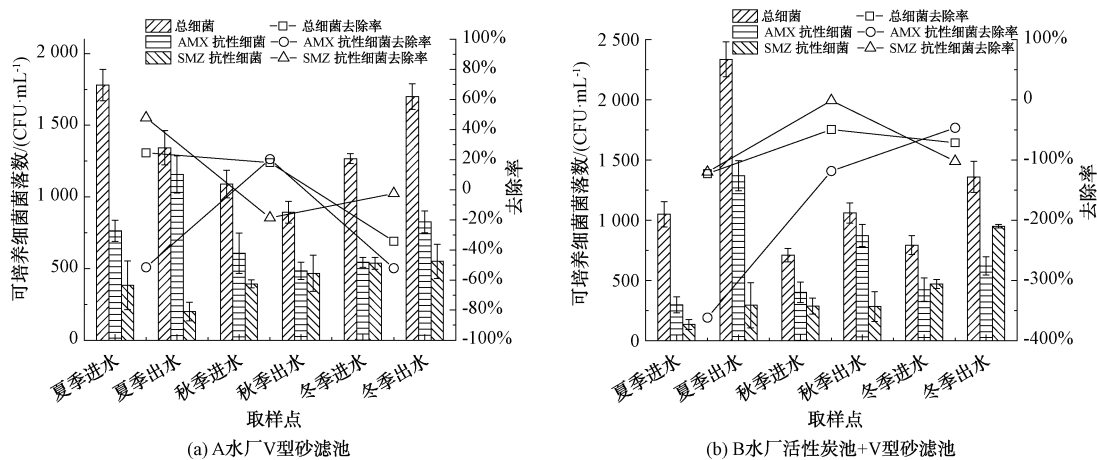 总细菌 总细菌去除率
AMX 抗性细菌 AMX 抗性细菌去除率
SMZ 抗性细菌 SMZ 抗性细菌去除率
可培养细菌菌落数/(CFU·mL-1)
2 000
1 500
1 000
500
0
100%
80%
60%
40%
20%
0
-20%
-40%
-60%
-80%
-100%
去除率
夏季进水
夏季出水
秋季进水
秋季出水
冬季进水
冬季出水
取样点
(a) A水厂V型砂滤池
总细菌 总细菌去除率
AMX 抗性细菌 AMX 抗性细菌去除率
SMZ 抗性细菌 SMZ 抗性细菌去除率
可培养细菌菌落数/(CFU·mL-1)
2 500
2 000
1 500
1 000
500
0
100%
0
-100%
-200%
-300%
-400%
去除率
夏季进水
夏季出水
秋季进水
秋季出水
冬季进水
冬季出水
取样点
(b) B水厂活性炭池+V型砂滤池